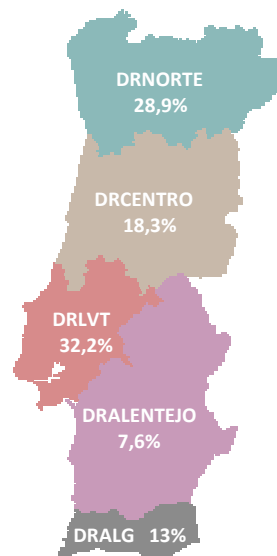 DRNORTE
28,9%
DRCENTRO
18,3%
DRLVT
32,2%
DRALENTEJO
7,6%
DRALG 13%